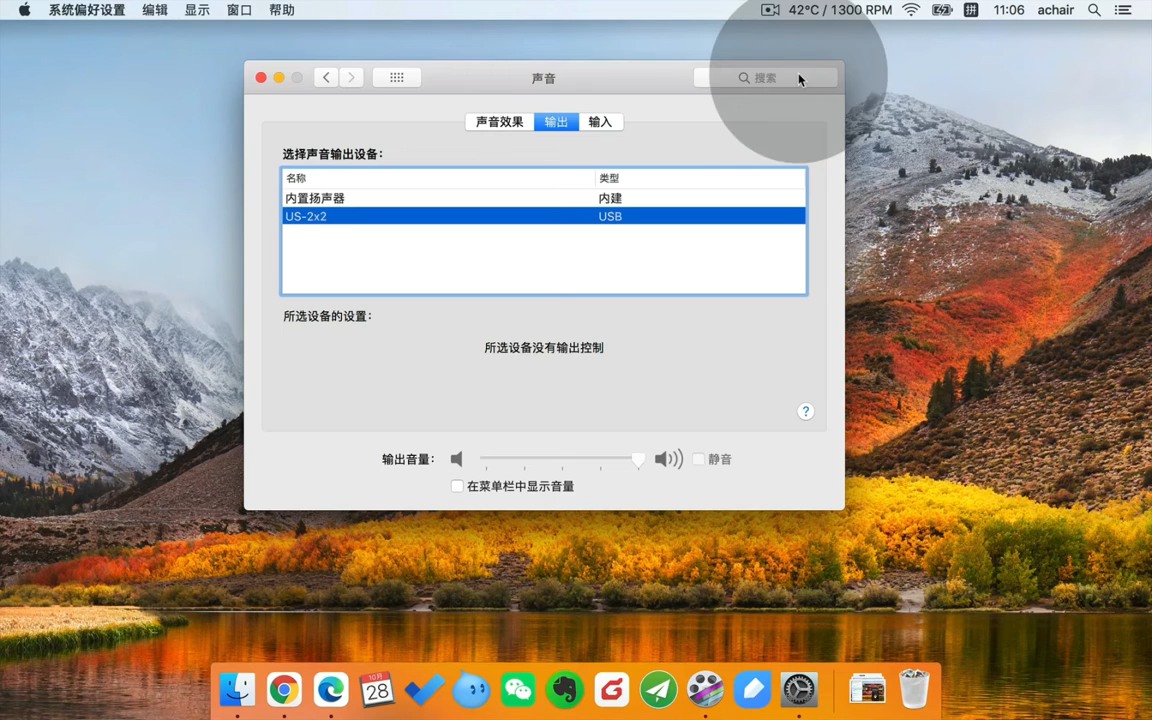 系统偏好设置 编辑 显示 窗口 帮助 42°C / 1300 RPM 拼 11:06 achair
声音 搜索
声音效果 输出 输入
选择声音输出设备：
名称 类型
内置扬声器 内建
US-2x2 USB
所选设备的设置：
所选设备没有输出控制
?
输出音量： 静音
在菜单栏中显示音量
10月
28